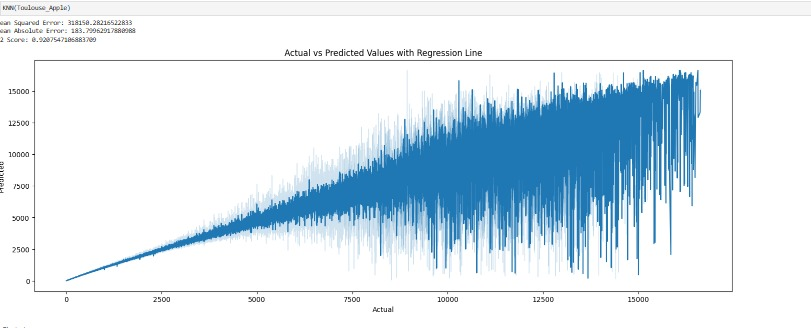 KNN(Toulouse_Apple)
ean Squared Error: 318150.28216522833
ean Absolute Error: 183.79962917880988
2 Score: 0.9207547106883709
Actual vs Predicted Values with Regression Line
15000
12500
10000
7500
5000
2500
0
Predicted
0 2500 5000 7500 10000 12500 15000
Actual